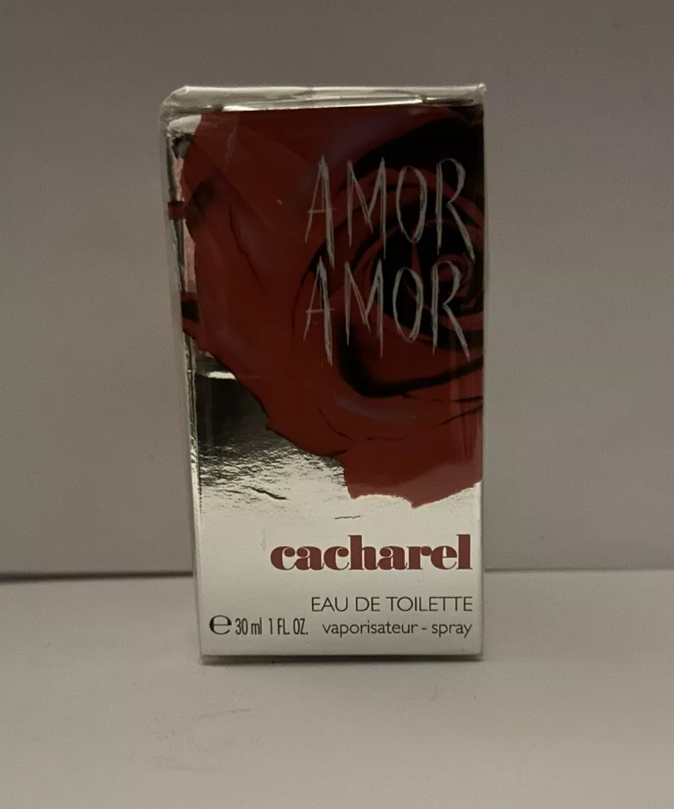 AMOR
AMOR
cacharel
EAU DE TOILETTE
℮ 30 ml 1 FL. OZ. vaporisateur - spray